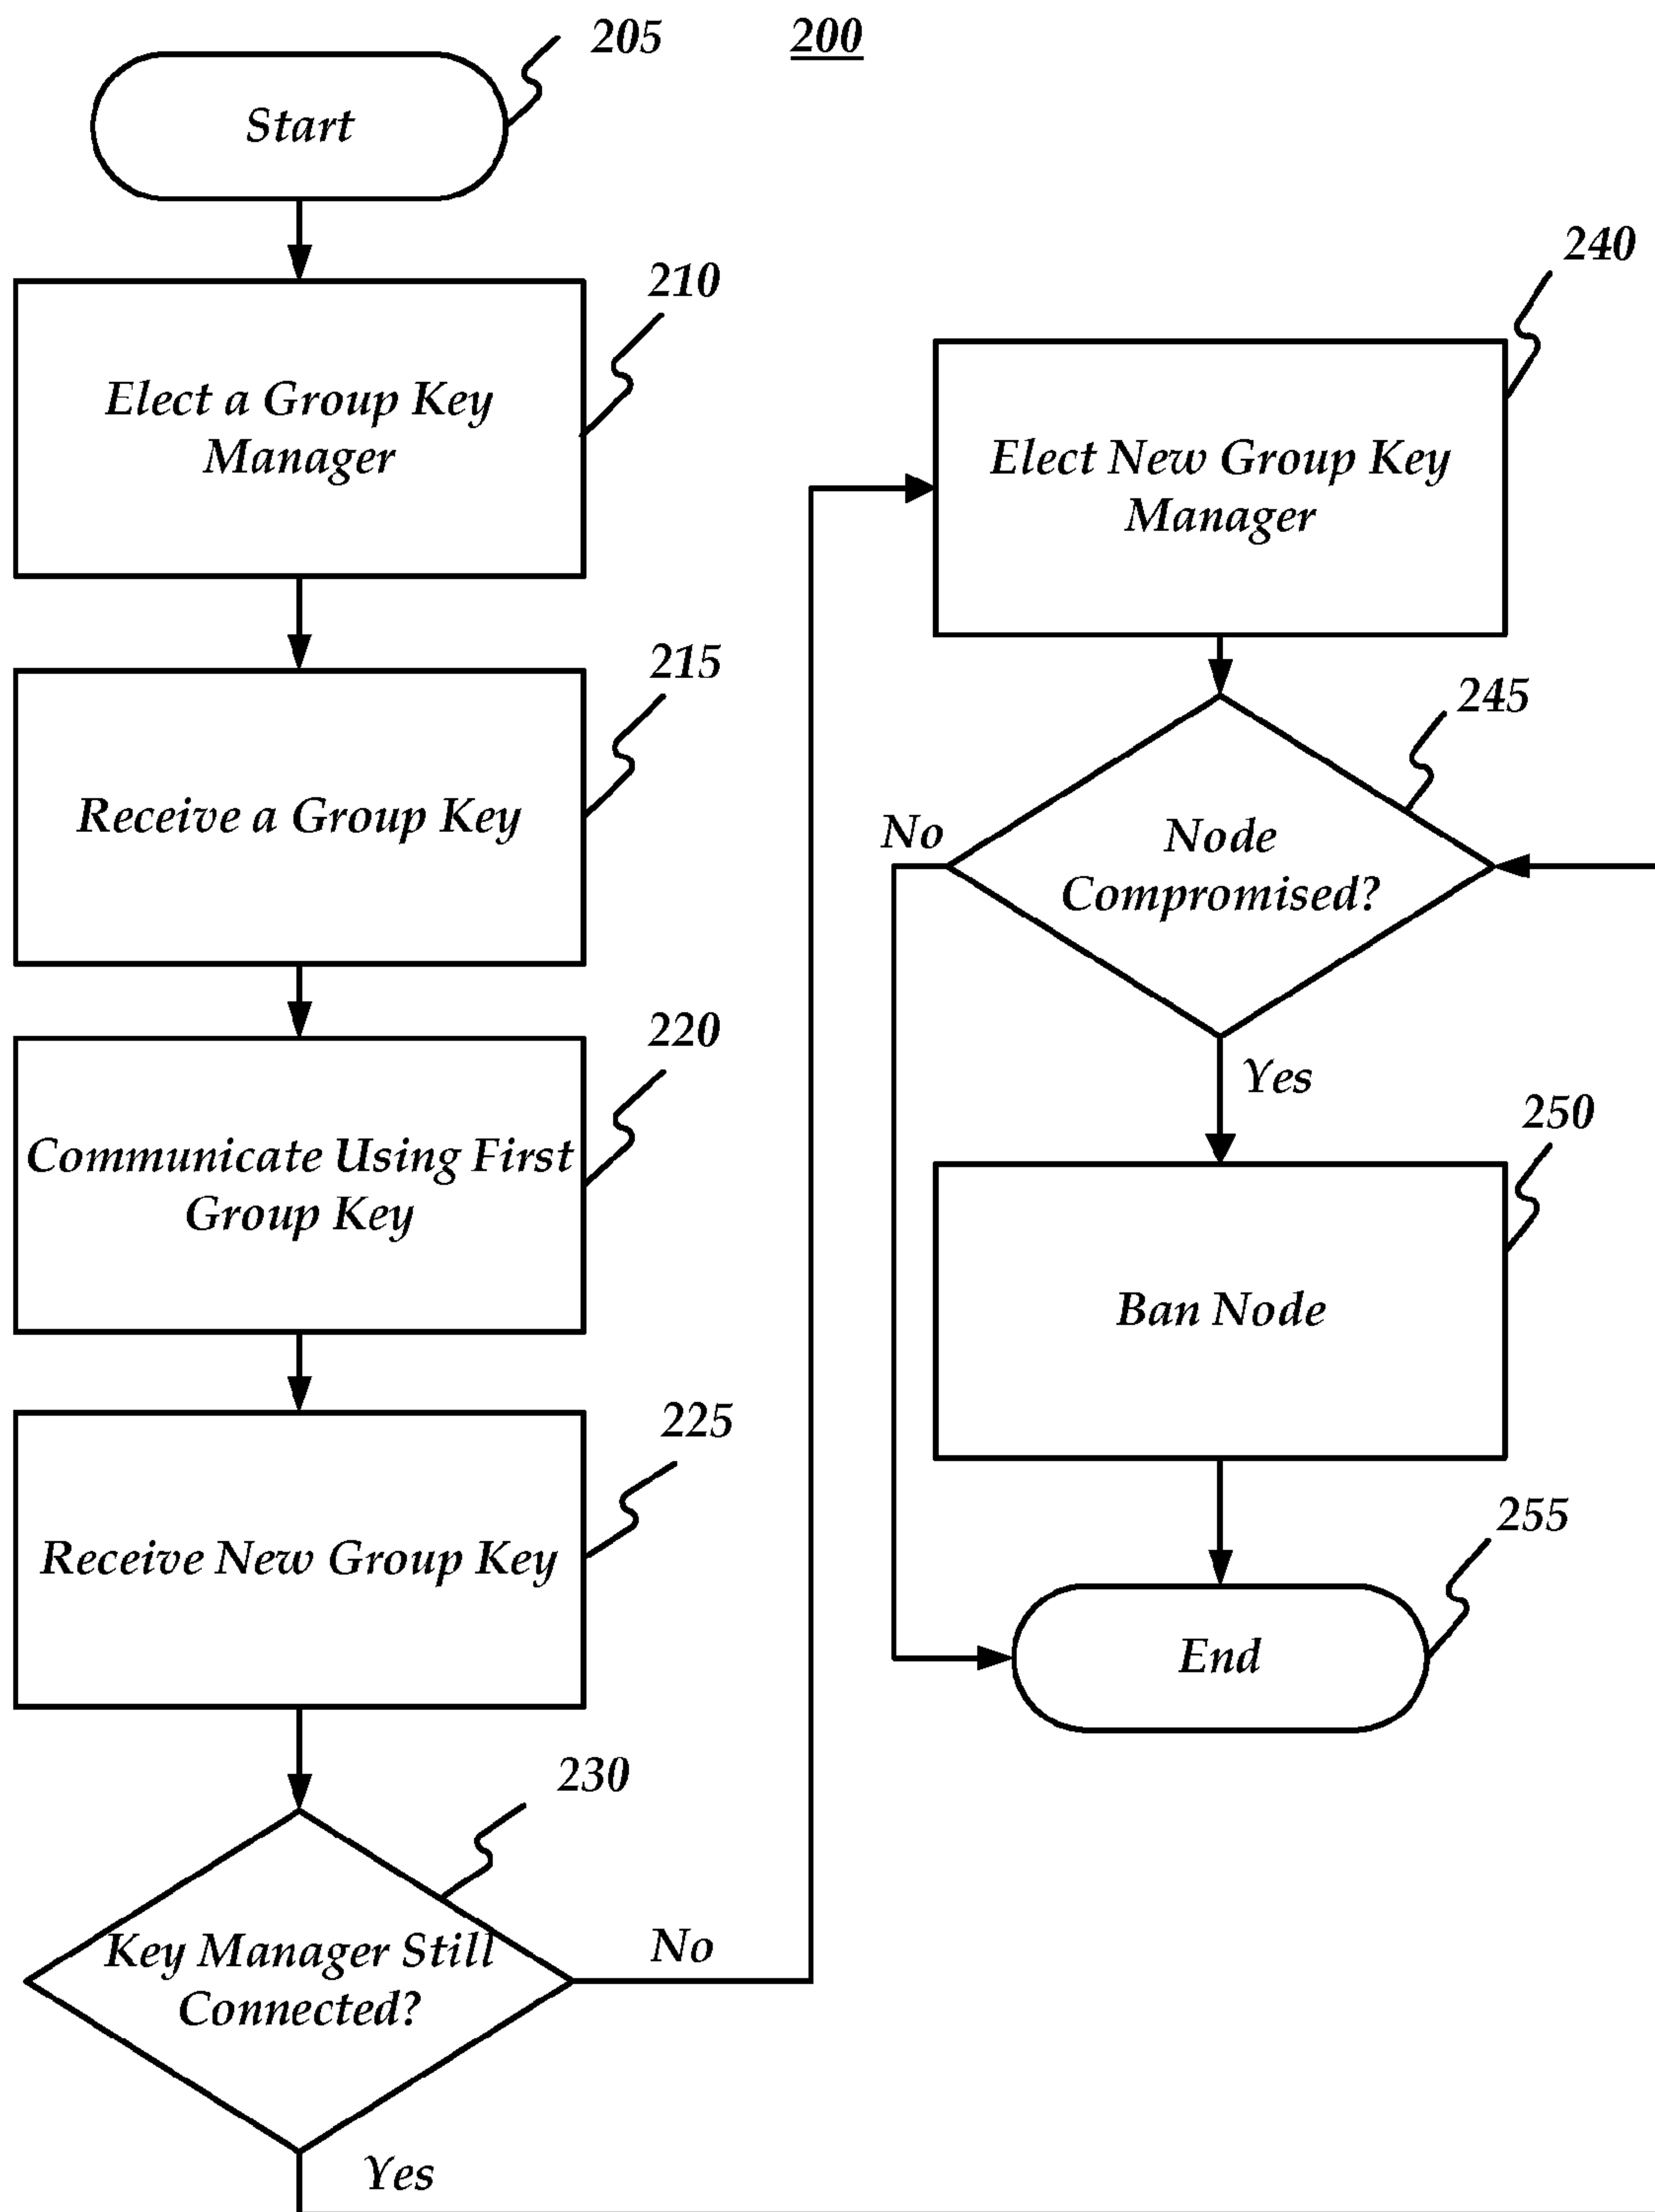 200
205
Start
210
Elect a Group Key
Manager
215
Receive a Group Key
220
Communicate Using First
Group Key
225
Receive New Group Key
230
Key Manager Still
Connected?
No
Yes
240
Elect New Group Key
Manager
245
Node
Compromised?
No
Yes
250
Ban Node
255
End